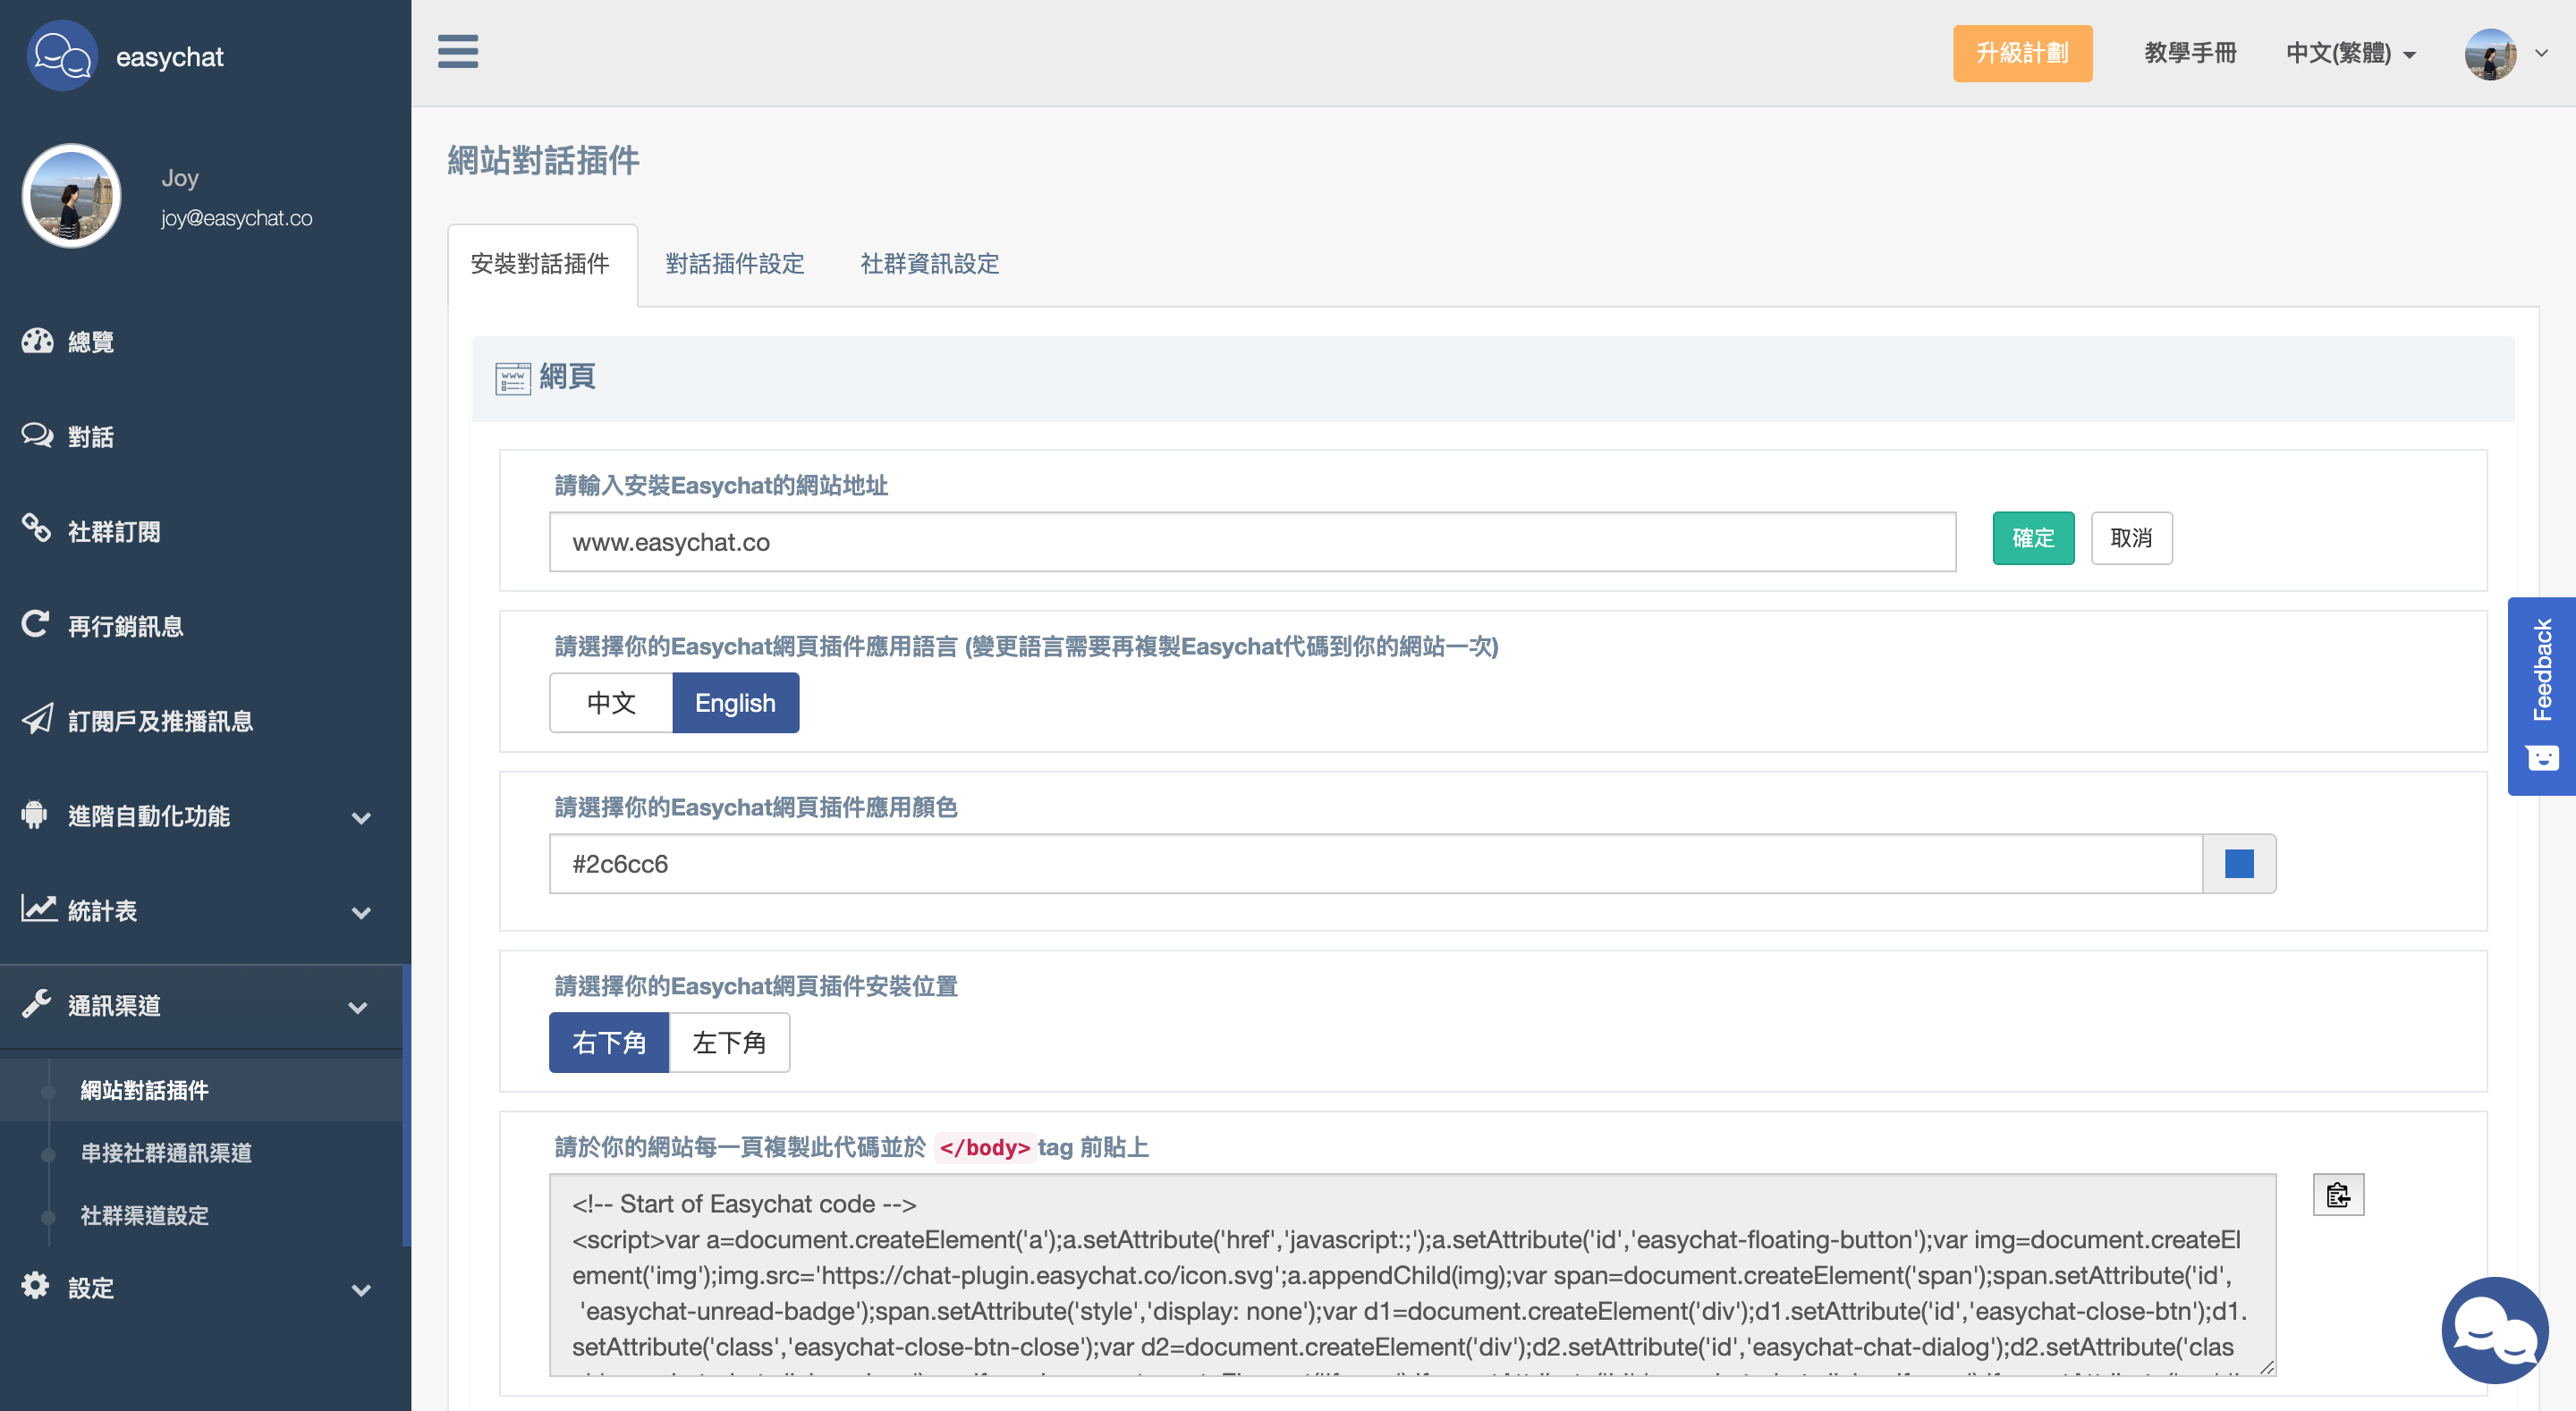 easychat
升級計劃
教學手冊
中文(繁體)
Joy
joy@easychat.co
總覽
對話
社群訂閱
再行銷訊息
訂閱戶及推播訊息
進階自動化功能
統計表
通訊渠道
網站對話插件
串接社群通訊渠道
社群渠道設定
設定
網站對話插件
安裝對話插件
對話插件設定
社群資訊設定
www
網頁
請輸入安裝Easychat的網站地址
www.easychat.co
確定
取消
請選擇你的Easychat網頁插件應用語言 (變更語言需要再複製Easychat代碼到你的網站一次)
中文
English
請選擇你的Easychat網頁插件應用顏色
#2c6cc6
請選擇你的Easychat網頁插件安裝位置
右下角
左下角
請於你的網站每一頁複製此代碼並於 </body> tag 前貼上
<!-- Start of Easychat code -->
<script>var a=document.createElement('a');a.setAttribute('href','javascript:;');a.setAttribute('id','easychat-floating-button');var img=document.createEl
ement('img');img.src='https://chat-plugin.easychat.co/icon.svg';a.appendChild(img);var span=document.createElement('span');span.setAttribute('id',
'easychat-unread-badge');span.setAttribute('style','display: none');var d1=document.createElement('div');d1.setAttribute('id','easychat-close-btn');d1.
setAttribute('class','easychat-close-btn-close');var d2=document.createElement('div');d2.setAttribute('id','easychat-chat-dialog');d2.setAttribute('clas
Feedback